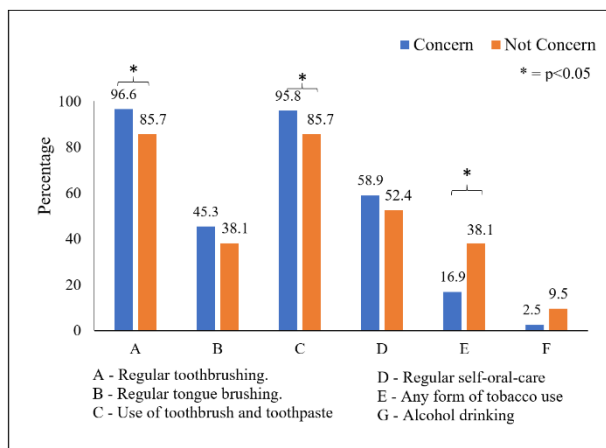 Concern Not Concern
* = p<0.05
* * *
96.6 85.7 45.3 38.1 95.8 85.7 58.9 52.4 16.9 38.1 2.5 9.5
Percentage
100
80
60
40
20
0
A B C D E F
A - Regular toothbrushing. D - Regular self-oral-care
B - Regular tongue brushing. E - Any form of tobacco use
C - Use of toothbrush and toothpaste G - Alcohol drinking